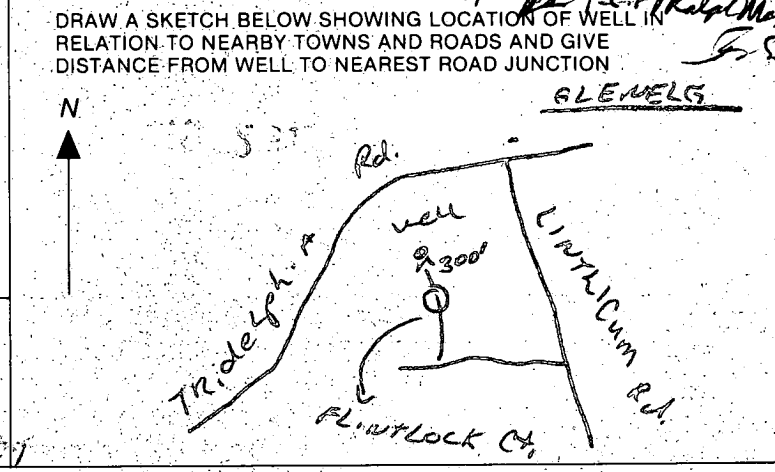 Ralph
DRAW A SKETCH BELOW SHOWING LOCATION OF WELL IN
RELATION TO NEARBY TOWNS AND ROADS AND GIVE
DISTANCE FROM WELL TO NEAREST ROAD JUNCTION
GLENELG
N
Rd.
well
300'
TRidelph.A
LINTHICUM Rd.
FLINTLOCK Ct.